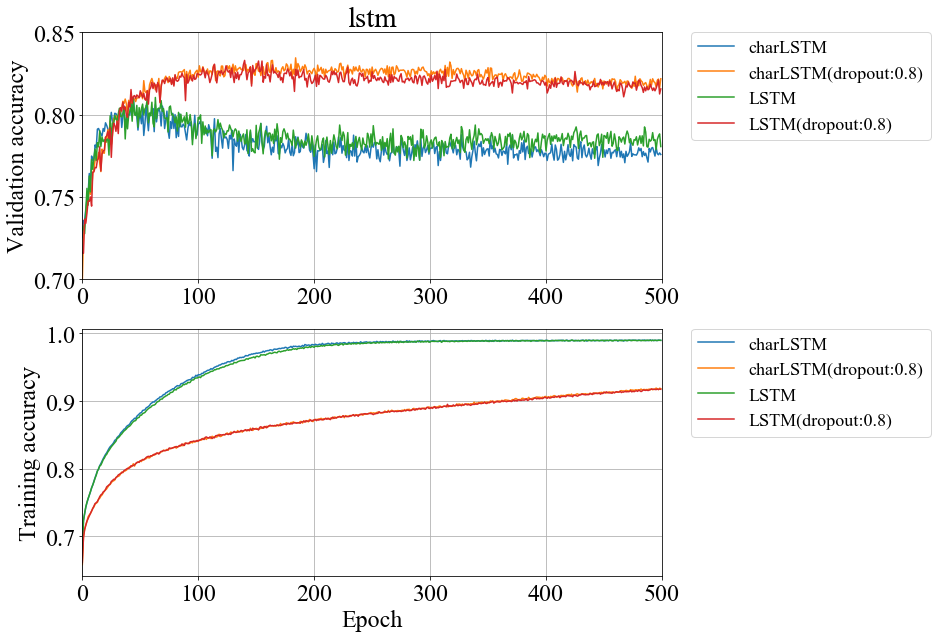 lstm
Validation accuracy
0.85
0.80
0.75
0.70
0 100 200 300 400 500
charLSTM
charLSTM(dropout:0.8)
LSTM
LSTM(dropout:0.8)
Training accuracy
1.0
0.9
0.8
0.7
0 100 200 300 400 500
Epoch
charLSTM
charLSTM(dropout:0.8)
LSTM
LSTM(dropout:0.8)